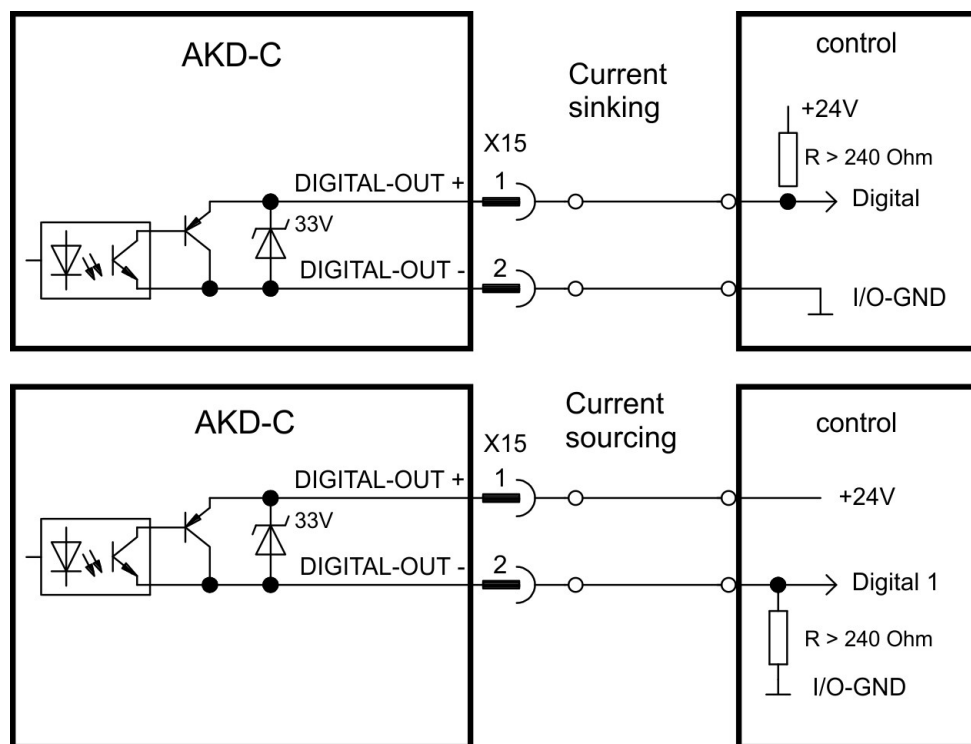 AKD-C
Current
sinking
control
+24V
X15
R > 240 Ohm
DIGITAL-OUT +
1
Digital
33V
DIGITAL-OUT -
2
I/O-GND
AKD-C
Current
sourcing
control
X15
DIGITAL-OUT +
1
+24V
33V
DIGITAL-OUT -
2
Digital 1
R > 240 Ohm
I/O-GND